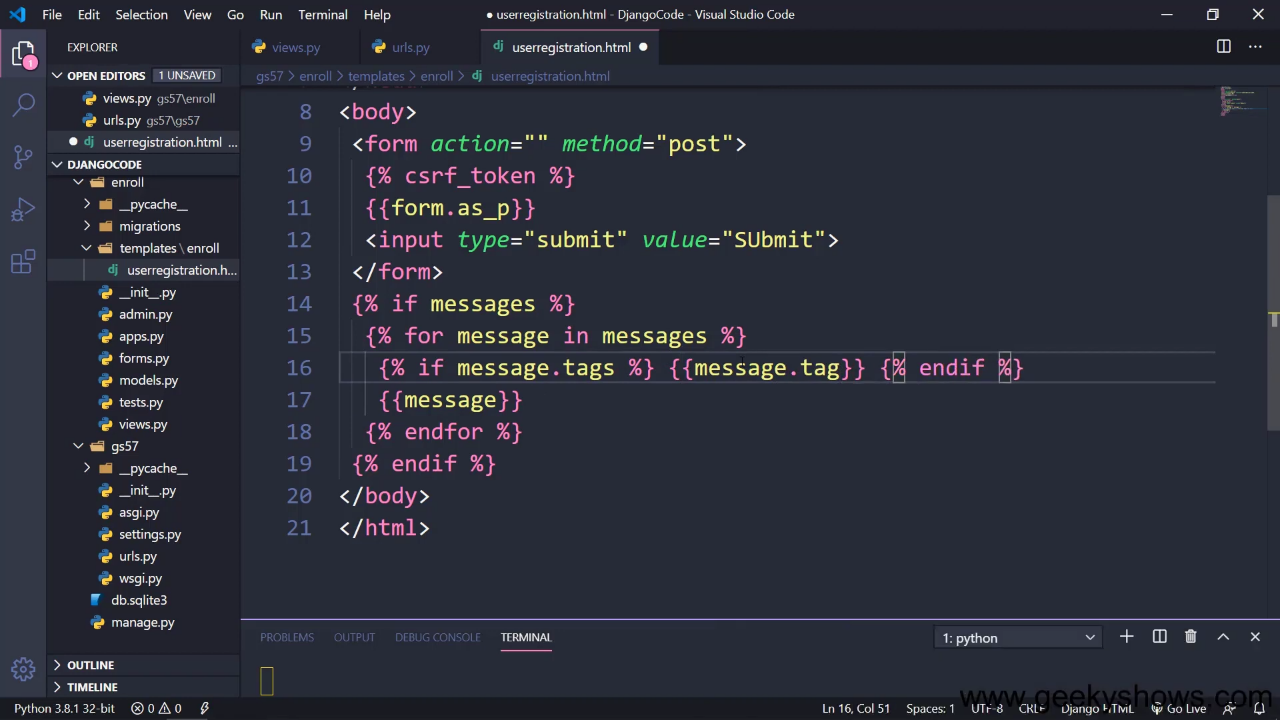 File Edit Selection View Go Run Terminal Help
● userregistration.html - DjangoCode - Visual Studio Code
EXPLORER
OPEN EDITORS 1 UNSAVED
views.py gs57\enroll
urls.py gs57\gs57
userregistration.html ...
DJANGOCODE
enroll
__pycache__
migrations
templates \ enroll
userregistration.h...
__init__.py
admin.py
apps.py
forms.py
models.py
tests.py
views.py
gs57
__pycache__
__init__.py
asgi.py
settings.py
urls.py
wsgi.py
db.sqlite3
manage.py
OUTLINE
TIMELINE
1
views.py urls.py dj userregistration.html
gs57 > enroll > templates > enroll > dj userregistration.html
8 <body>
9 <form action="" method="post">
10 {% csrf_token %}
11 {{form.as_p}}
12 <input type="submit" value="SUbmit">
13 </form>
14 {% if messages %}
15 {% for message in messages %}
16 {% if message.tags %} {{message.tag}} {% endif %}
17 {{message}}
18 {% endfor %}
19 {% endif %}
20 </body>
21 </html>
PROBLEMS OUTPUT DEBUG CONSOLE TERMINAL
1: python
www.geekyshows.com
Python 3.8.1 32-bit 0 0 Ln 16, Col 51 Spaces: 1 UTF-8 CRLF Django HTML Go Live